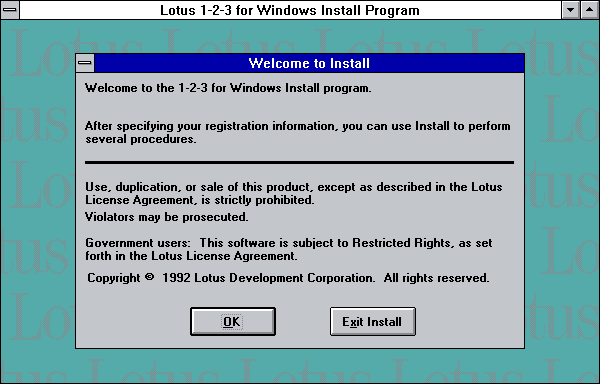 Lotus 1-2-3 for Windows Install Program
Welcome to Install
Welcome to the 1-2-3 for Windows Install program.
After specifying your registration information, you can use Install to perform
several procedures.
Use, duplication, or sale of this product, except as described in the Lotus
License Agreement, is strictly prohibited.
Violators may be prosecuted.
Government users:  This software is subject to Restricted Rights, as set
forth in the Lotus License Agreement.
Copyright ©  1992 Lotus Development Corporation.  All rights reserved.
OK
Exit Install